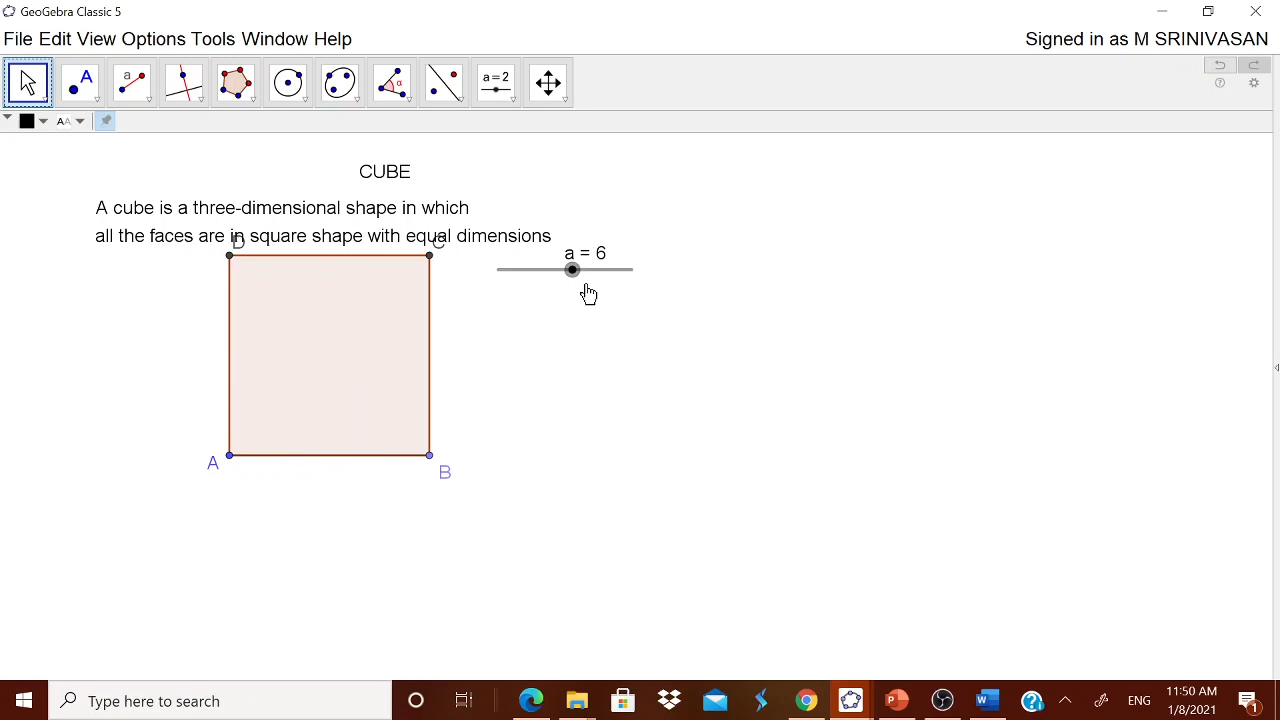 GeoGebra Classic 5
File Edit View Options Tools Window Help
Signed in as M SRINIVASAN
A
a
α
a=2
AA
CUBE
A cube is a three-dimensional shape in which
all the faces are in square shape with equal dimensions
D
C
a = 6
A
B
Type here to search
ENG
11:50 AM
1/8/2021
1